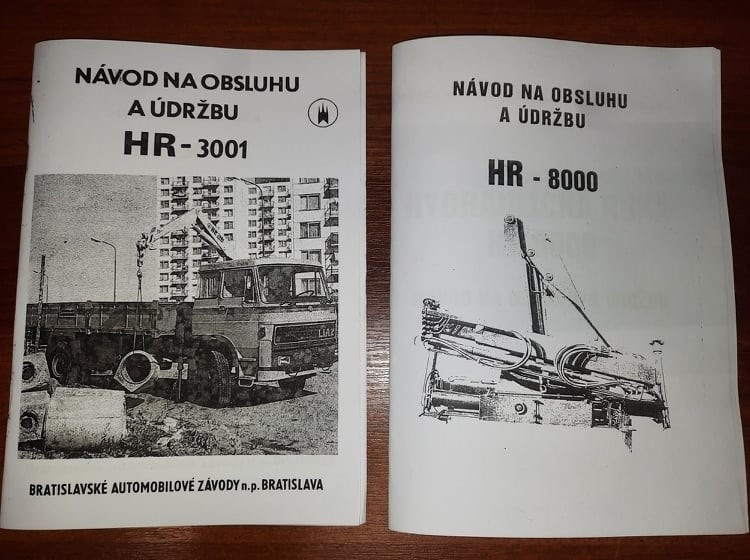 NÁVOD NA OBSLUHU
A ÚDRŽBU
HR - 3001
LIAZ
BRATISLAVSKÉ AUTOMOBILOVÉ ZÁVODY n.p. BRATISLAVA
NÁVOD NA OBSLUHU
A ÚDRŽBU
HR - 8000